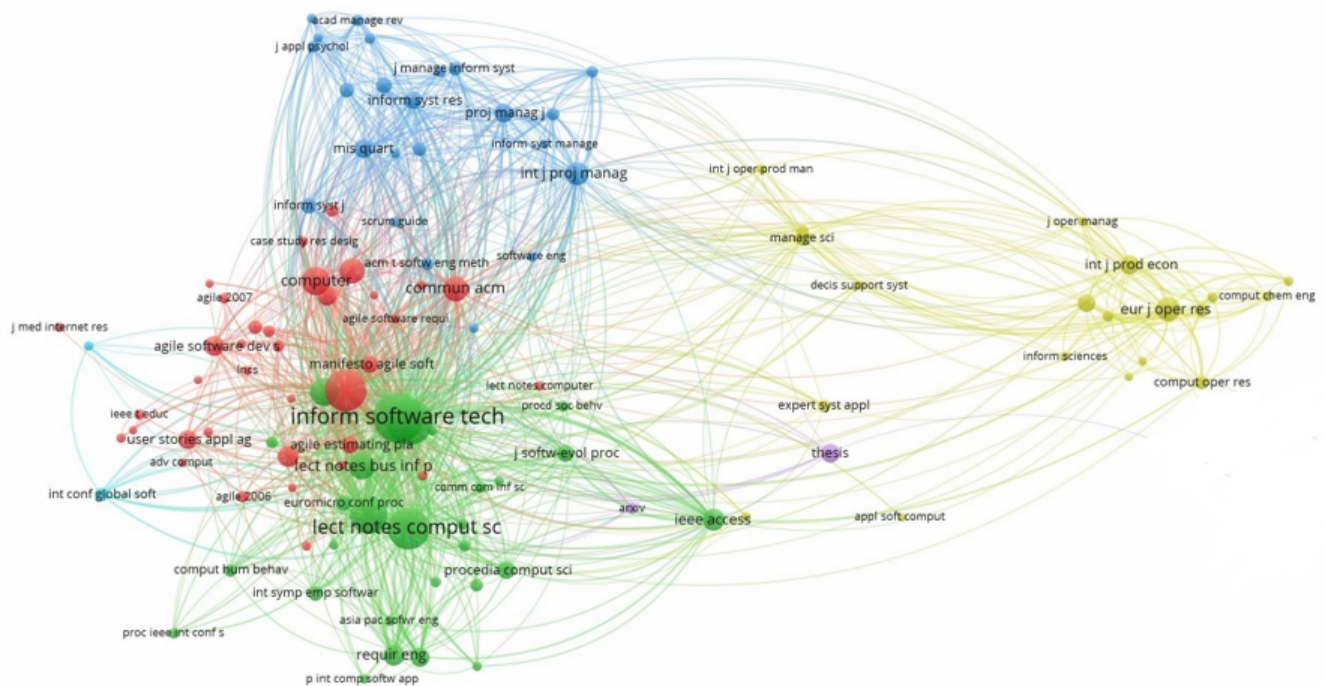 acad manage rev
j appl psychol
j manage inform syst
inform syst res
proj manag j
mis quart
inform syst manage
int j proj manag
int j oper prod man
inform syst j
scrum guide
j oper manag
manage sci
case study res desig
acm t softw eng meth
software eng
int j prod econ
computer
commun acm
decis support syst
comput chem eng
agile 2007
eur j oper res
agile software requi
j med internet res
agile software dev s
inform sciences
manifesto agile soft
lncs
lect notes computer
comput oper res
procd soc behv
expert syst appl
ieee t educ
inform software tech
user stories appl ag
agile estimating pla
j softw-evol proc
thesis
adv comput
lect notes bus inf p
comm com inf sc
int conf global soft
agile 2006
euromicro conf proc
arxiv
ieee access
appl soft comput
lect notes comput sc
comput hum behav
procedia comput sci
int symp emp softwar
asia pac sofwr eng
proc ieee int conf s
requir eng
p int comp softw app